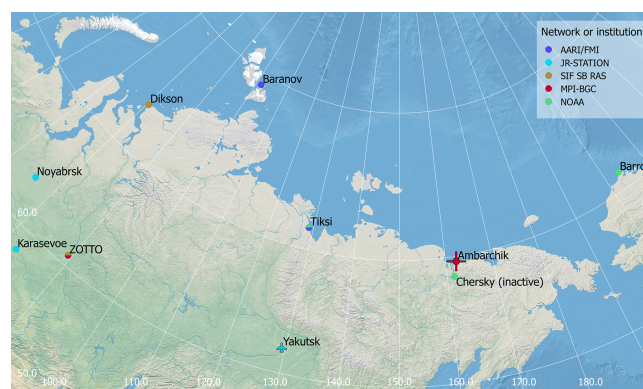 Network or institution
AARI/FMI
JR-STATION
SIF SB RAS
MPI-BGC
NOAA
Baranov
Dikson
Barro
Noyabrsk
60.0
Tiksi
Karasevoe
ZOTTO
Ambarchik
Chersky (inactive)
Yakutsk
50.0
100.0
110.0
120.0
130.0
140.0
150.0
160.0
170.0
180.0